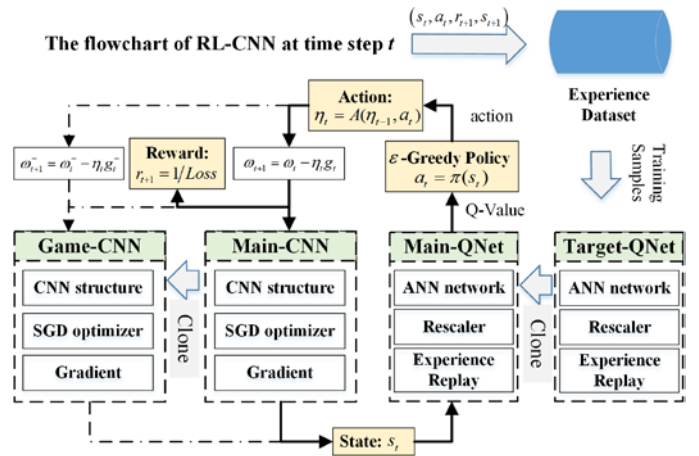 The flowchart of RL-CNN at time step t
(s_t, a_t, r_{t+1}, s_{t+1})
Experience
Dataset
Training
Samples
Action:
η_t = A(η_{t-1}, a_t)
action
ω⁻_{t+1} = ω⁻_t − η_t g⁻_t
Reward:
r_{t+1} = 1/Loss
ω_{t+1} = ω_t − η_t g_t
ε-Greedy Policy
a_t = π(s_t)
Q-Value
Game-CNN
CNN structure
SGD optimizer
Gradient
Clone
Main-CNN
CNN structure
SGD optimizer
Gradient
Main-QNet
ANN network
Rescaler
Experience
Replay
Clone
Target-QNet
ANN network
Rescaler
Experience
Replay
State: s_t